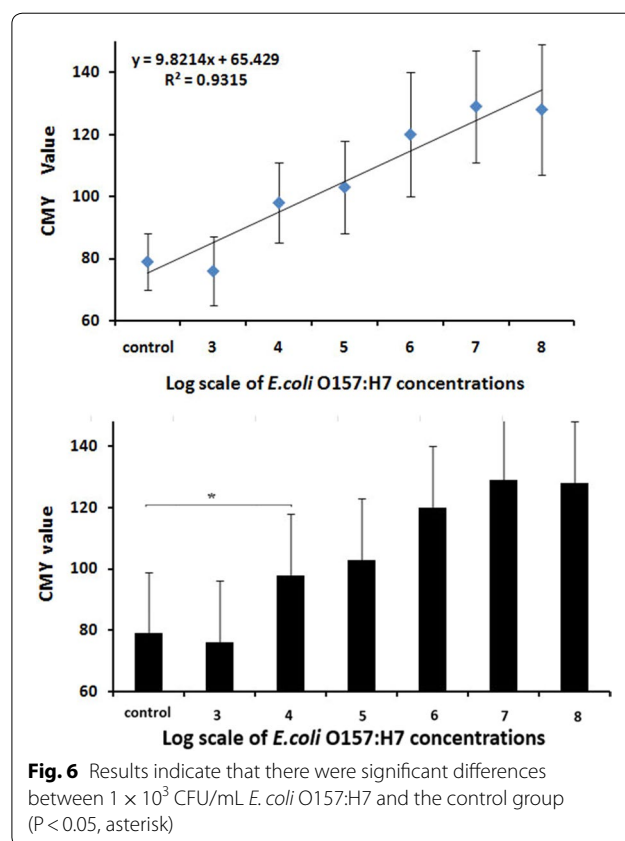 y = 9.8214x + 65.429
R² = 0.9315
140
120
100
80
60
CMY Value
control 3 4 5 6 7 8
Log scale of E.coli O157:H7 concentrations
140
120
100
80
60
CMY value
*
control 3 4 5 6 7 8
Log scale of E.coli O157:H7 concentrations
Fig. 6 Results indicate that there were significant differences
between 1 × 10³ CFU/mL E. coli O157:H7 and the control group
(P < 0.05, asterisk)